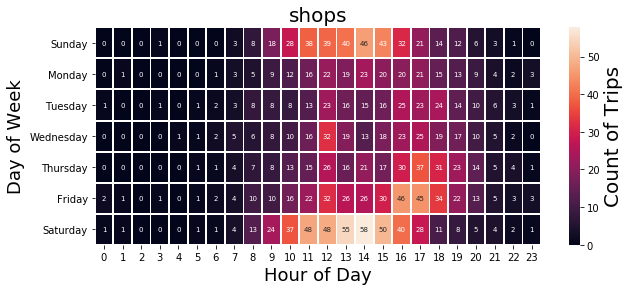 shops
Sunday 0 0 0 1 0 0 0 3 8 18 28 38 39 40 46 43 32 21 14 12 6 3 1 0
Monday 0 1 0 0 0 0 1 3 5 9 12 16 22 19 23 20 20 21 15 13 9 4 2 3
Tuesday 1 0 0 1 0 1 2 3 8 8 8 13 23 16 15 16 25 23 24 14 10 6 3 1
Wednesday 0 0 0 0 1 1 2 5 6 8 10 16 32 19 13 18 23 25 19 17 11 5 2 0
Thursday 0 0 0 0 0 1 1 4 7 8 13 15 26 16 21 17 30 37 31 23 14 5 4 1
Friday 2 1 0 1 0 1 2 4 10 10 16 22 32 26 26 30 46 45 34 22 13 5 3 3
Saturday 1 1 0 0 0 1 1 4 13 24 37 48 48 55 58 50 40 28 11 8 5 4 2 1
0 1 2 3 4 5 6 7 8 9 10 11 12 13 14 15 16 17 18 19 20 21 22 23
Hour of Day
Day of Week
50
40
30
20
10
0
Count of Trips